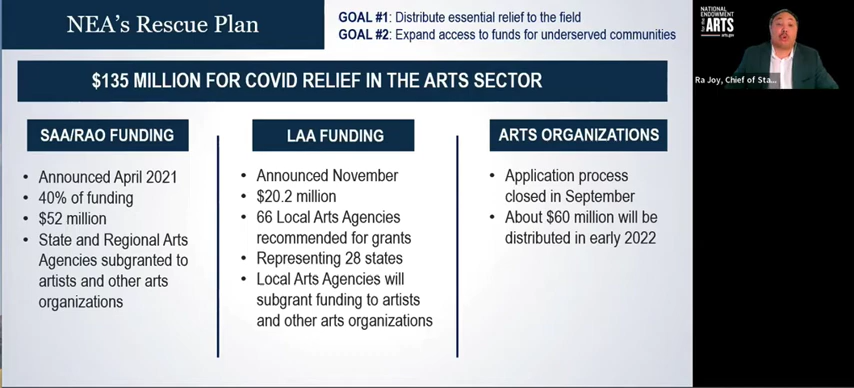 NEA's Rescue Plan
GOAL #1: Distribute essential relief to the field
GOAL #2: Expand access to funds for underserved communities
$135 MILLION FOR COVID RELIEF IN THE ARTS SECTOR
SAA/RAO FUNDING
• Announced April 2021
• 40% of funding
• $52 million
• State and Regional Arts
Agencies subgranted to
artists and other arts
organizations
LAA FUNDING
• Announced November
• $20.2 million
• 66 Local Arts Agencies
recommended for grants
• Representing 28 states
• Local Arts Agencies will
subgrant funding to artists
and other arts organizations
ARTS ORGANIZATIONS
• Application process
closed in September
• About $60 million will be
distributed in early 2022
NATIONAL
ENDOWMENT
for the
ARTS
arts.gov
Ra Joy, Chief of Sta...